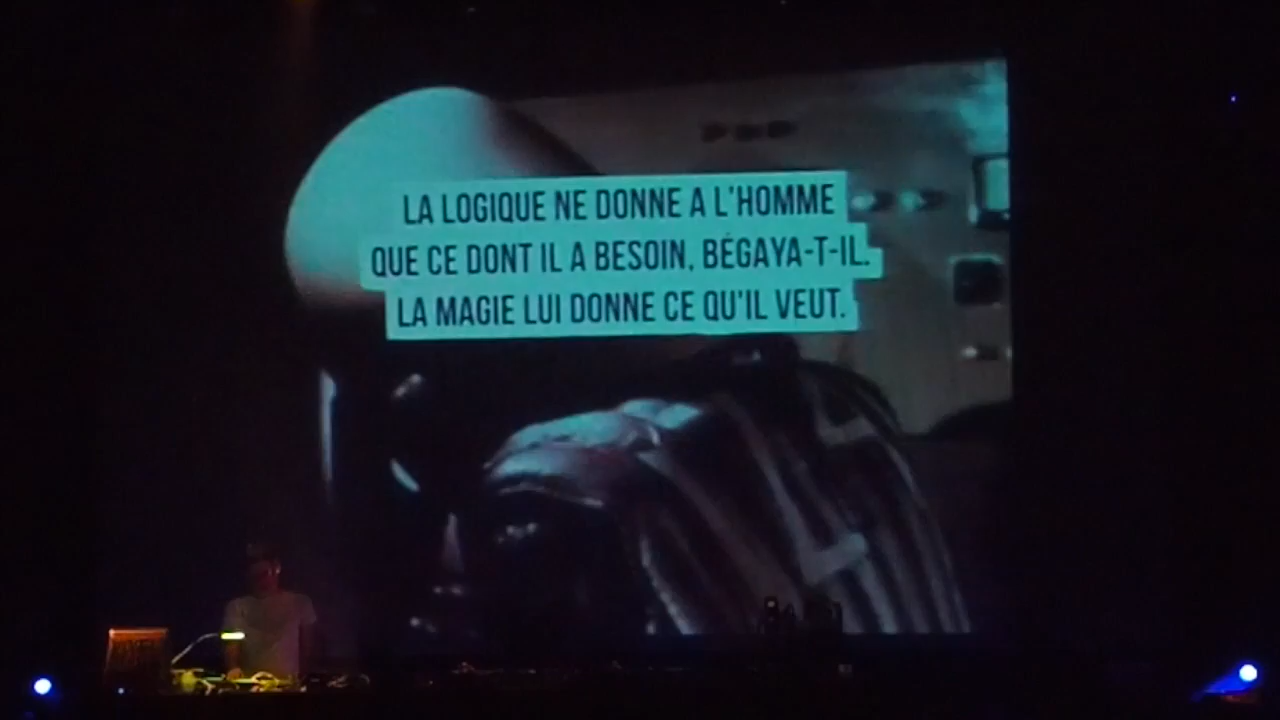 LA LOGIQUE NE DONNE A L'HOMME
QUE CE DONT IL A BESOIN, BÉGAYA-T-IL.
LA MAGIE LUI DONNE CE QU'IL VEUT.